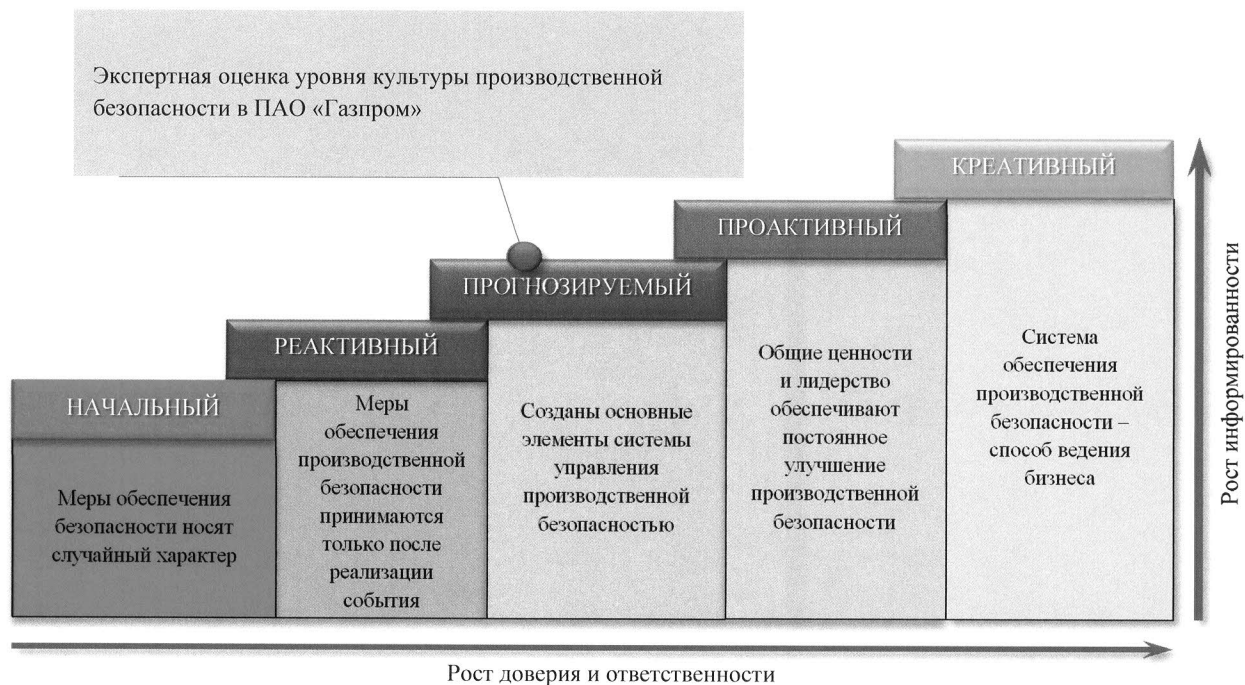 Экспертная оценка уровня культуры производственной
безопасности в ПАО «Газпром»
НАЧАЛЬНЫЙ
Меры обеспечения
безопасности носят
случайный характер
РЕАКТИВНЫЙ
Меры
обеспечения
производственной
безопасности
принимаются
только после
реализации
события
ПРОГНОЗИРУЕМЫЙ
Созданы основные
элементы системы
управления
производственной
безопасностью
ПРОАКТИВНЫЙ
Общие ценности
и лидерство
обеспечивают
постоянное
улучшение
производственной
безопасности
КРЕАТИВНЫЙ
Система
обеспечения
производственной
безопасности –
способ ведения
бизнеса
Рост информированности
Рост доверия и ответственности